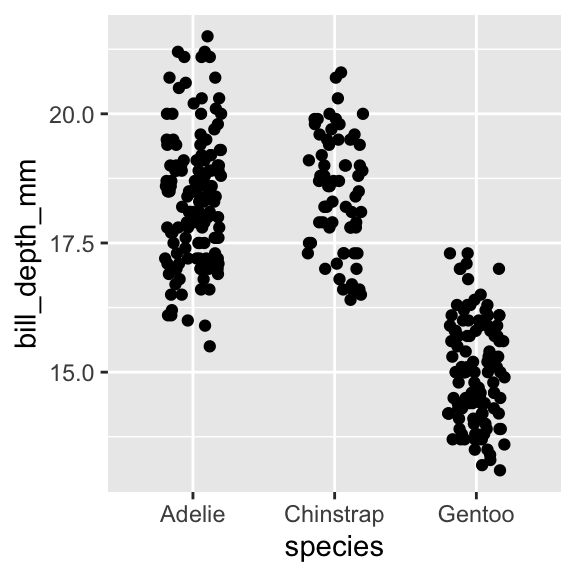 bill_depth_mm
20.0
17.5
15.0
Adelie
Chinstrap
Gentoo
species